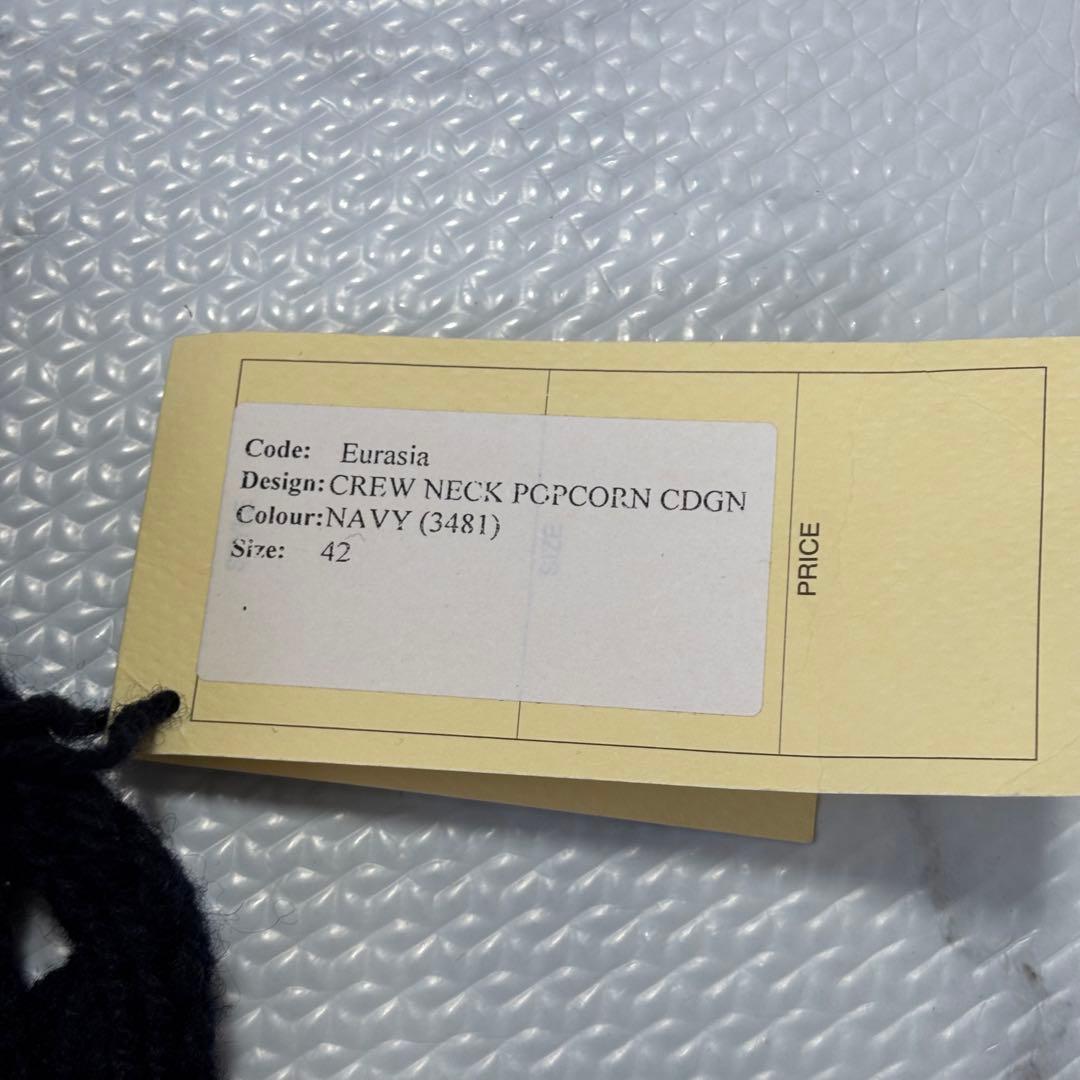 Code: Eurasia
Design: CREW NECK POPCORN CDGN
Colour: NAVY (3481)
Size: 42
SIZE
PRICE